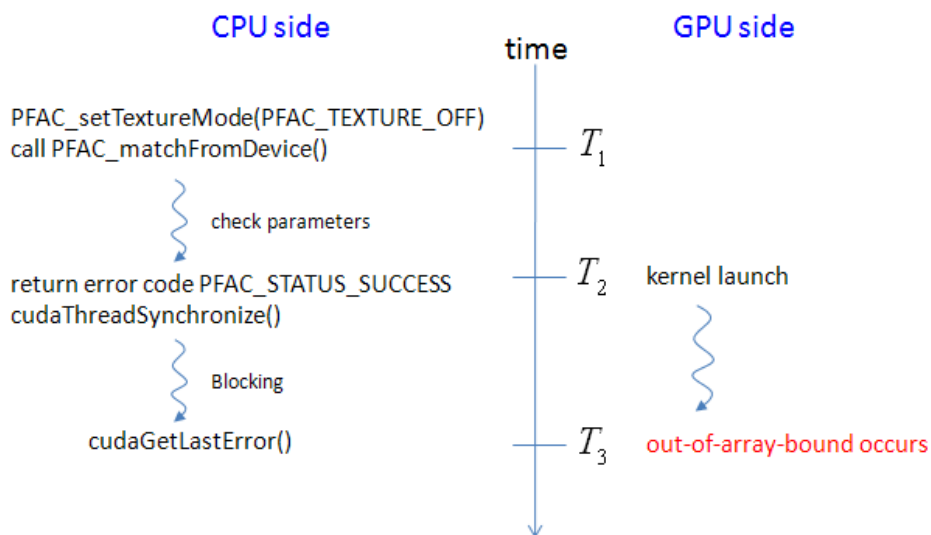 CPU side
time
GPU side
PFAC_setTextureMode(PFAC_TEXTURE_OFF)
call PFAC_matchFromDevice()
T1
check parameters
return error code PFAC_STATUS_SUCCESS
cudaThreadSynchronize()
T2
kernel launch
Blocking
cudaGetLastError()
T3
out-of-array-bound occurs